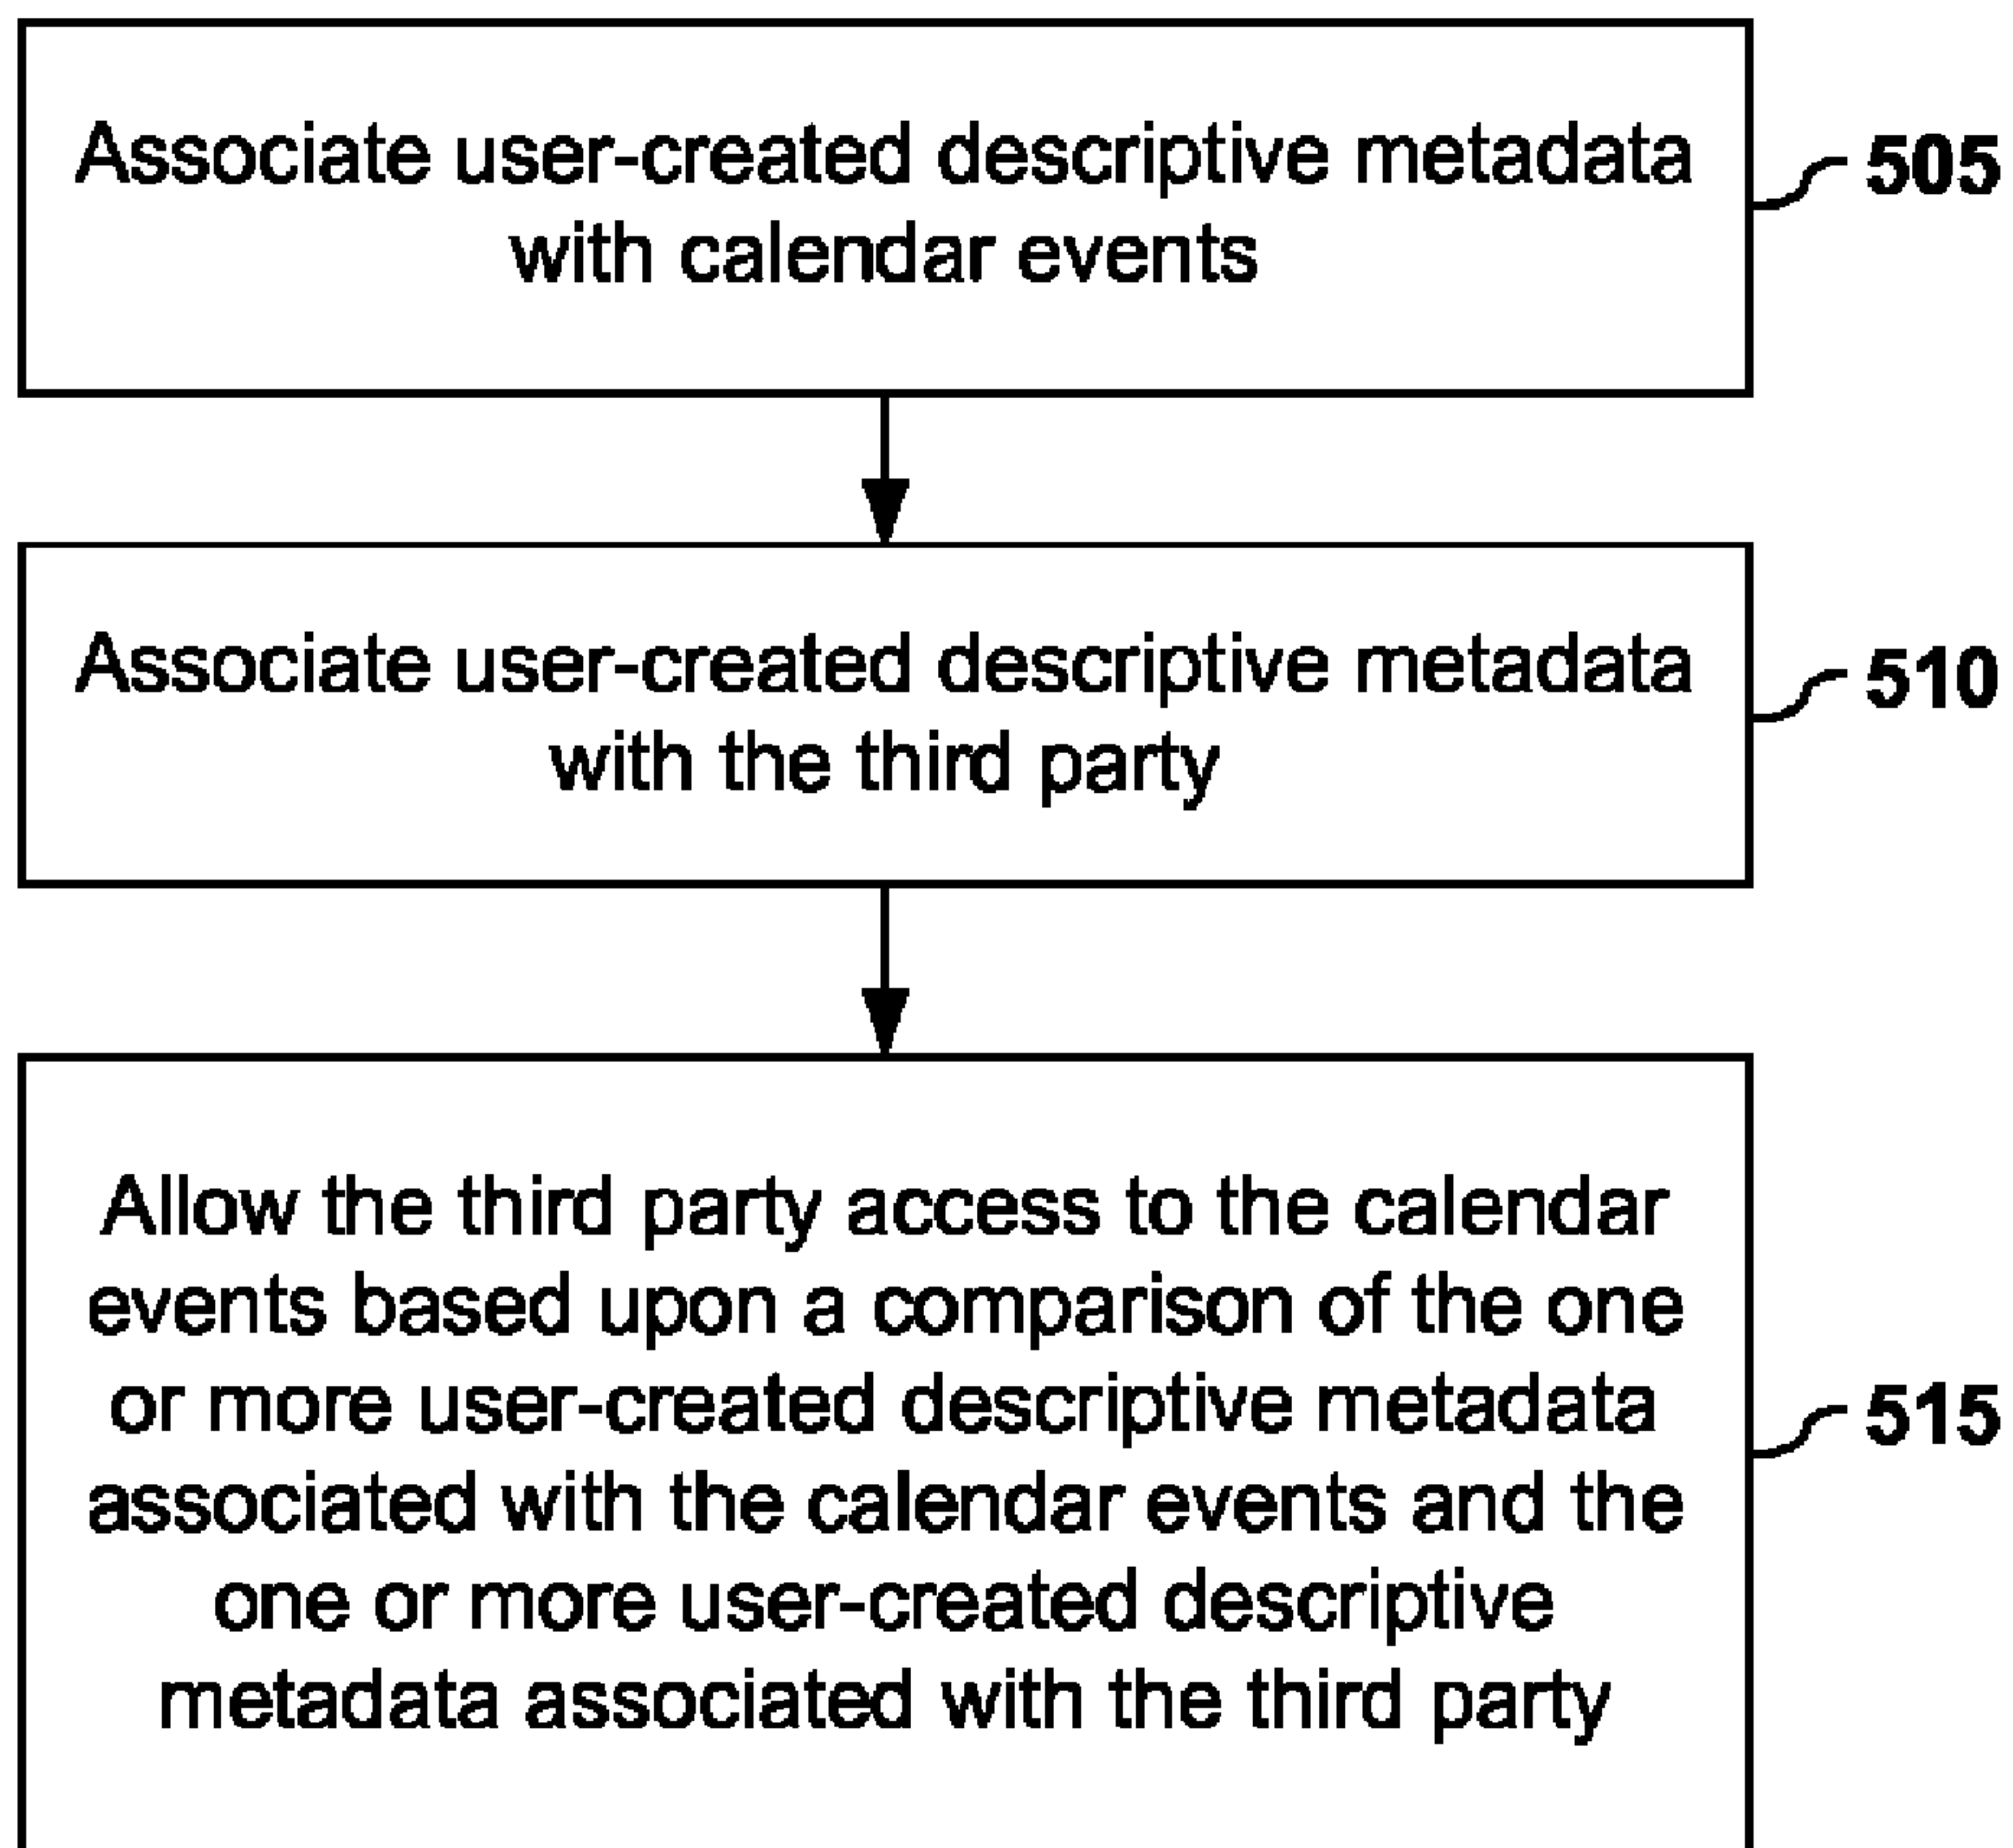 Associate user-created descriptive metadata
with calendar events
505
Associate user-created descriptive metadata
with the third party
510
Allow the third party access to the calendar
events based upon a comparison of the one
or more user-created descriptive metadata
associated with the calendar events and the
one or more user-created descriptive
metadata associated with the third party
515